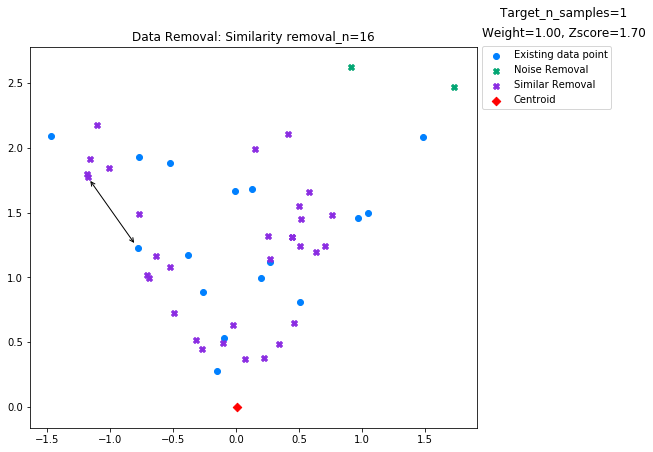 Target_n_samples=1
Weight=1.00, Zscore=1.70
Data Removal: Similarity removal_n=16
Existing data point
Noise Removal
Similar Removal
Centroid
2.5
2.0
1.5
1.0
0.5
0.0
−1.5 −1.0 −0.5 0.0 0.5 1.0 1.5